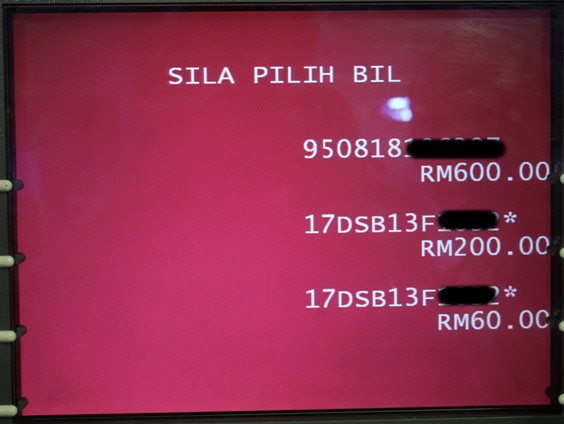 SILA PILIH BIL
950818
RM600.00
17DSB13F *
RM200.00
17DSB13F *
RM60.00